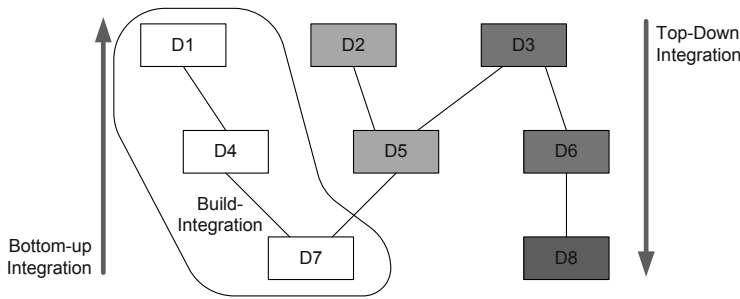 D1
D2
D3
Top-Down
Integration
D4
D5
D6
Build-
Integration
Bottom-up
Integration
D7
D8